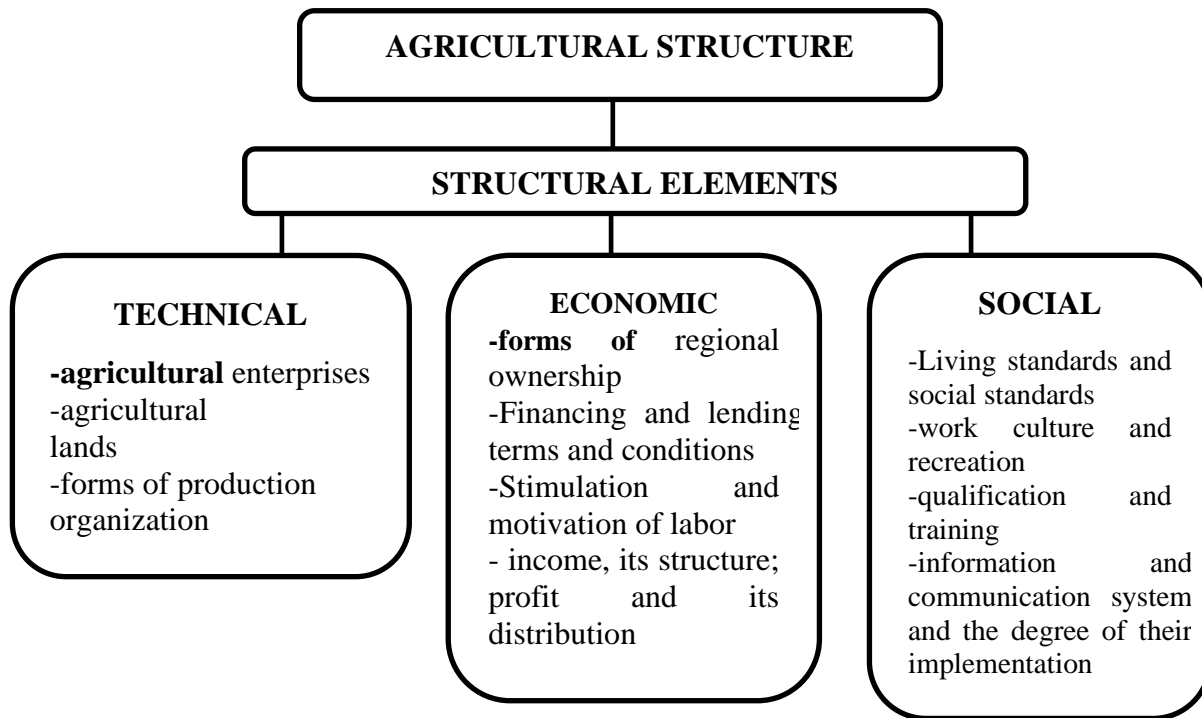 AGRICULTURAL STRUCTURE
STRUCTURAL ELEMENTS
TECHNICAL
-agricultural enterprises
-agricultural
lands
-forms of production
organization
ECONOMIC
-forms of regional
ownership
-Financing and lending
terms and conditions
-Stimulation and
motivation of labor
- income, its structure;
profit and its
distribution
SOCIAL
-Living standards and
social standards
-work culture and
recreation
-qualification and
training
-information and
communication system
and the degree of their
implementation